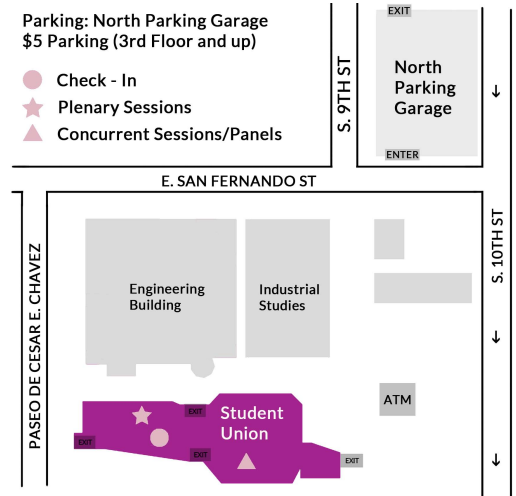 Parking: North Parking Garage
$5 Parking (3rd Floor and up)
Check - In
Plenary Sessions
Concurrent Sessions/Panels
S. 9TH ST
EXIT
North
Parking
Garage
ENTER
E. SAN FERNANDO ST
S. 10TH ST
PASEO DE CESAR E. CHAVEZ
Engineering
Building
Industrial
Studies
ATM
EXIT
Student
Union
EXIT
EXIT
EXIT